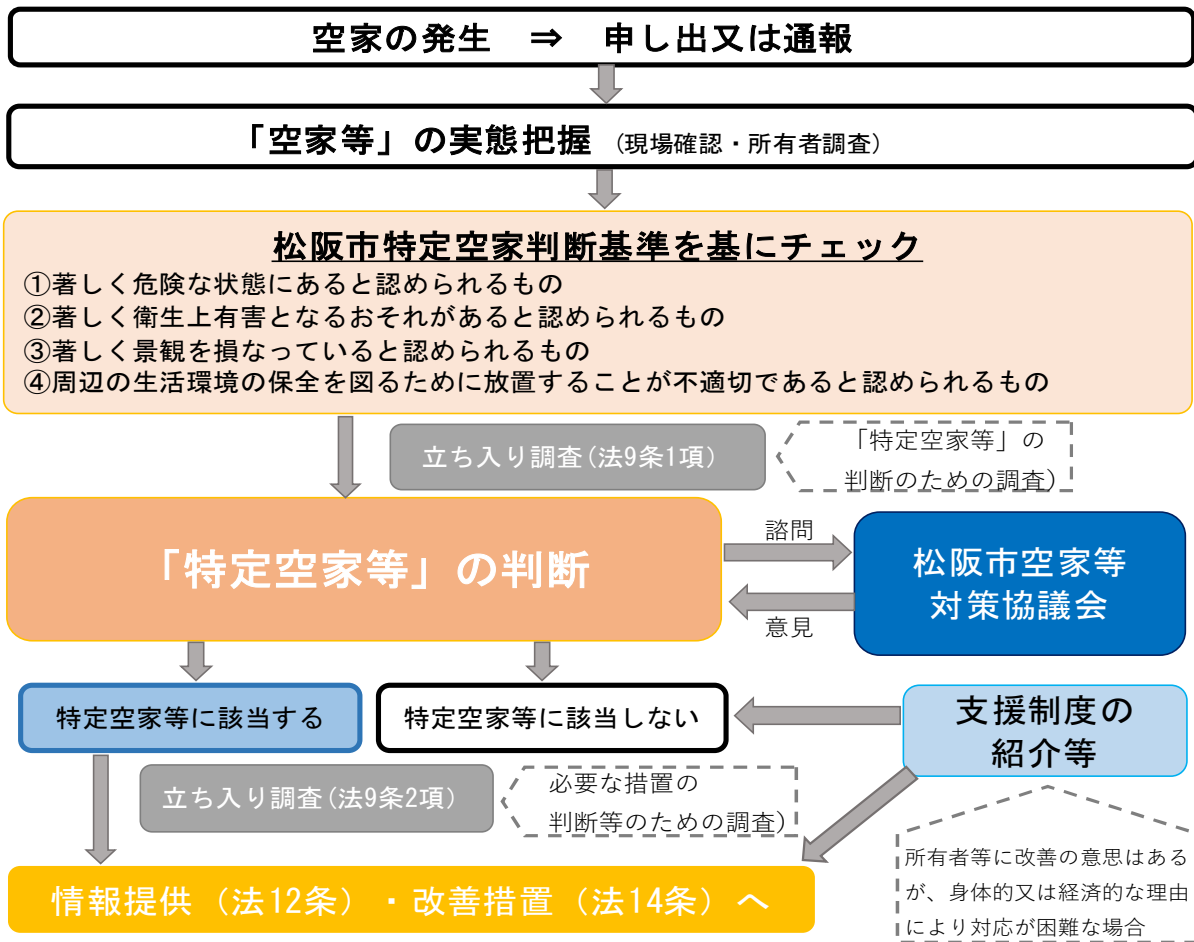 空家の発生 ⇒ 申し出又は通報
「空家等」の実態把握 (現場確認・所有者調査)
松阪市特定空家判断基準を基にチェック
①著しく危険な状態にあると認められるもの
②著しく衛生上有害となるおそれがあると認められるもの
③著しく景観を損なっていると認められるもの
④周辺の生活環境の保全を図るために放置することが不適切であると認められるもの
立ち入り調査(法9条1項)
「特定空家等」の
判断のための調査)
「特定空家等」の判断
諮問
意見
松阪市空家等
対策協議会
特定空家等に該当する
特定空家等に該当しない
支援制度の
紹介等
立ち入り調査(法9条2項)
必要な措置の
判断等のための調査)
所有者等に改善の意思はある
が、身体的又は経済的な理由
により対応が困難な場合
情報提供(法12条)・改善措置(法14条)へ